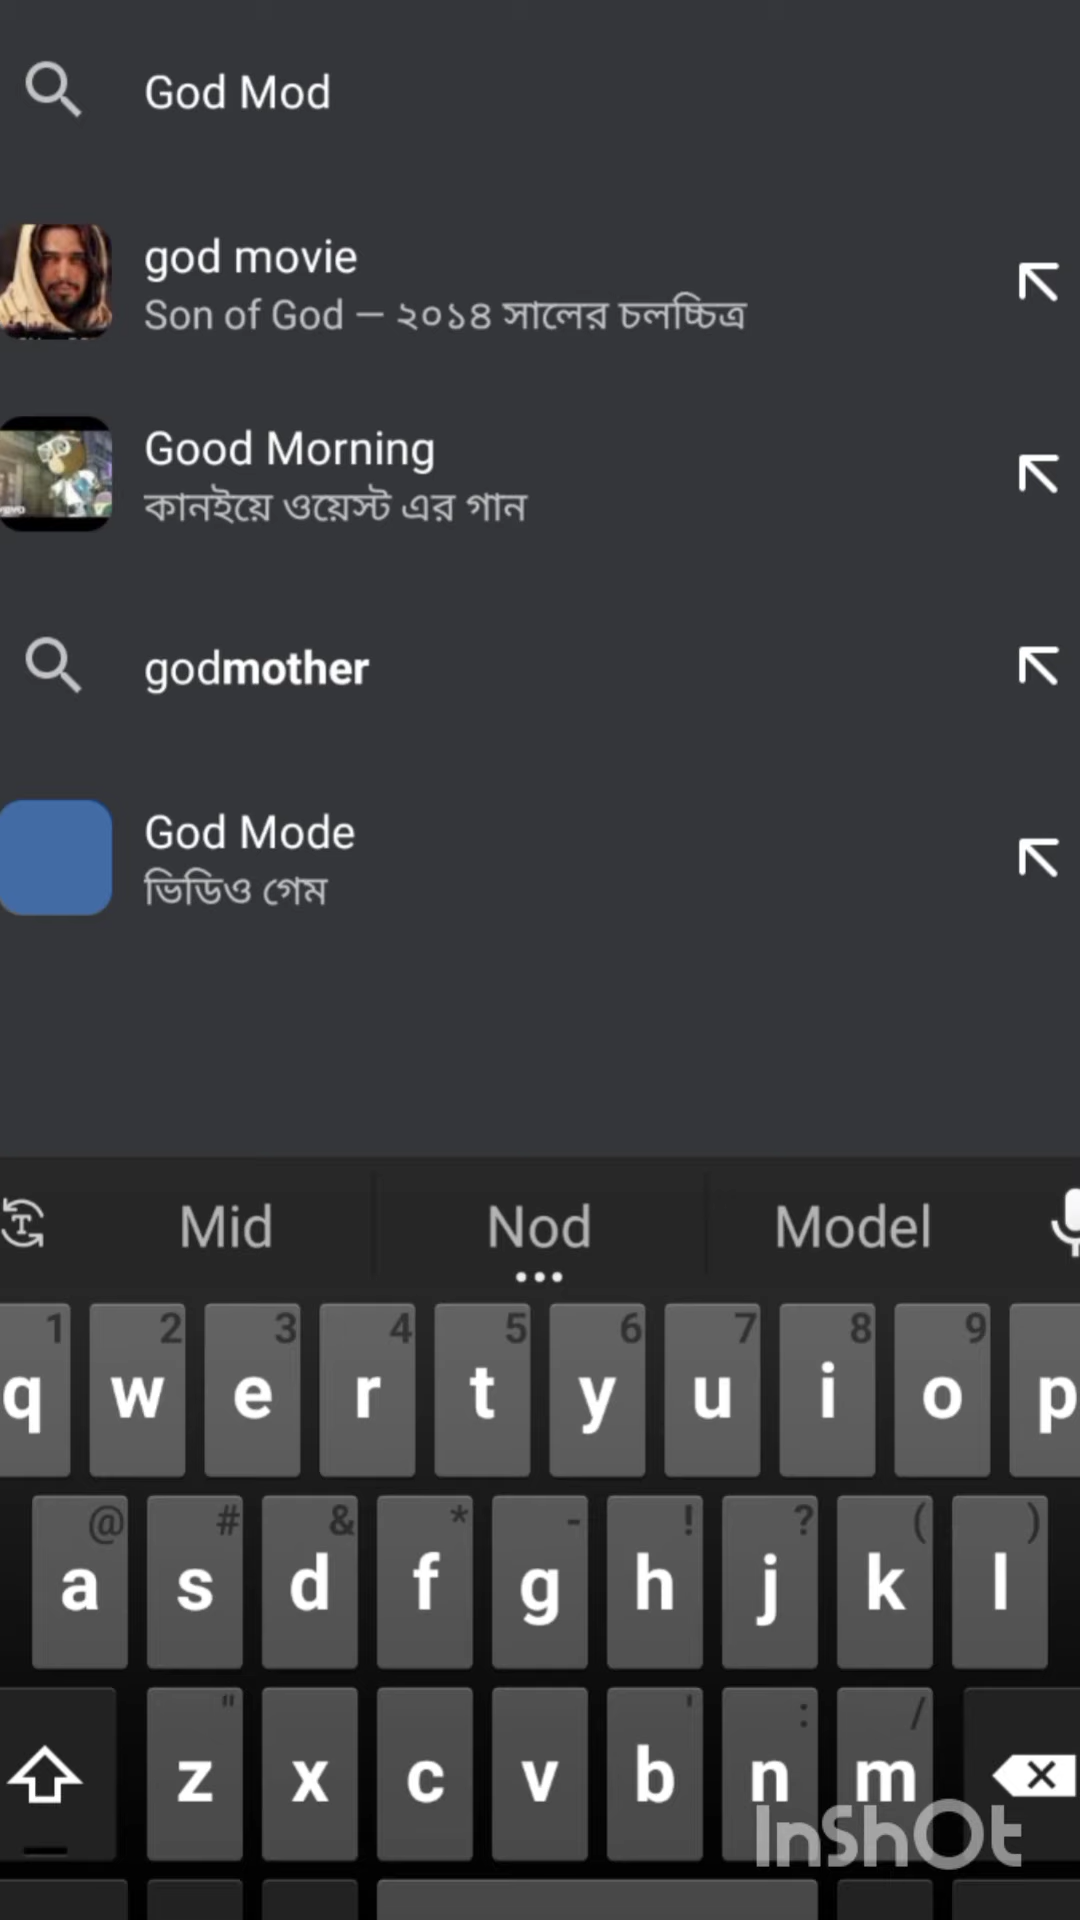 God Mod
god movie
Son of God — ২০১৪ সালের চলচ্চিত্র
Good Morning
কানইয়ে ওয়েস্ট এর গান
godmother
God Mode
ভিডিও গেম
Mid Nod Model
1 2 3 4 5 6 7 8 9
q w e r t y u i o p
@ # & * - ! ? ( )
a s d f g h j k l
" ' : /
z x c v b n m
InShOt